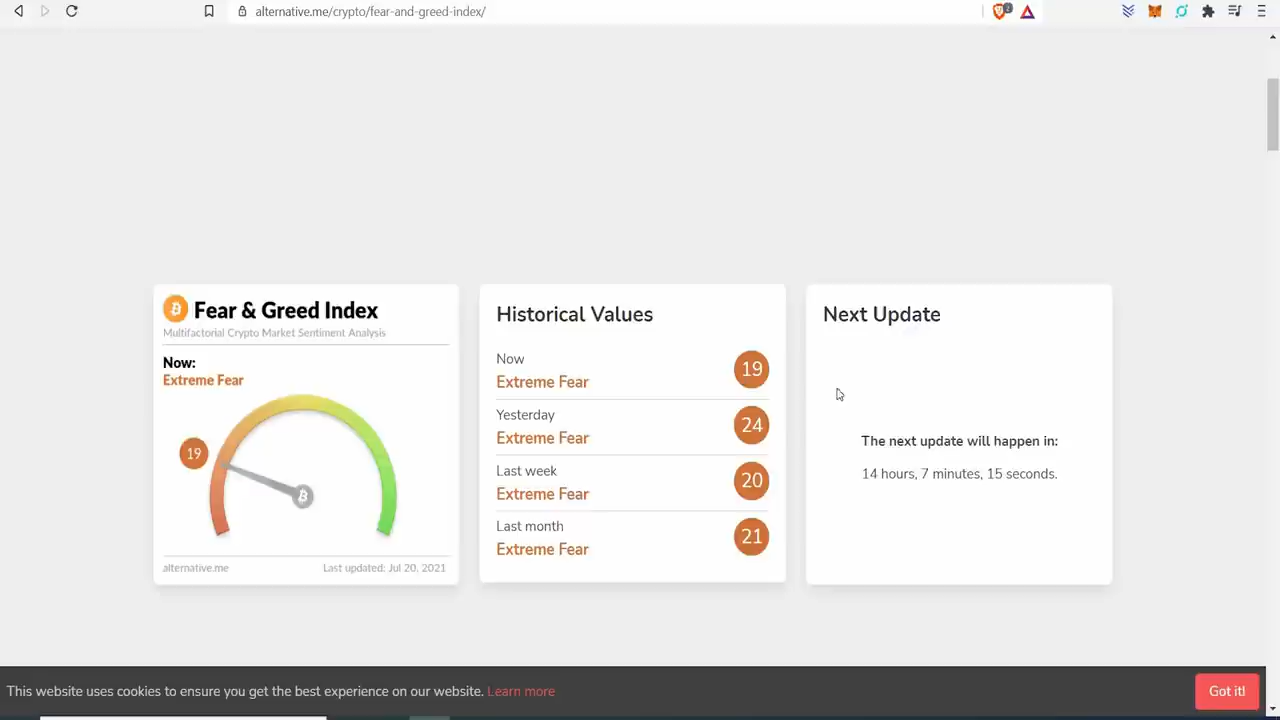 alternative.me/crypto/fear-and-greed-index/
2
Fear & Greed Index
Multifactorial Crypto Market Sentiment Analysis
Now:
Extreme Fear
19
alternative.me
Last updated: Jul 20, 2021
Historical Values
Now
Extreme Fear
19
Yesterday
Extreme Fear
24
Last week
Extreme Fear
20
Last month
Extreme Fear
21
Next Update
The next update will happen in:
14 hours, 7 minutes, 15 seconds.
This website uses cookies to ensure you get the best experience on our website. Learn more
Got it!